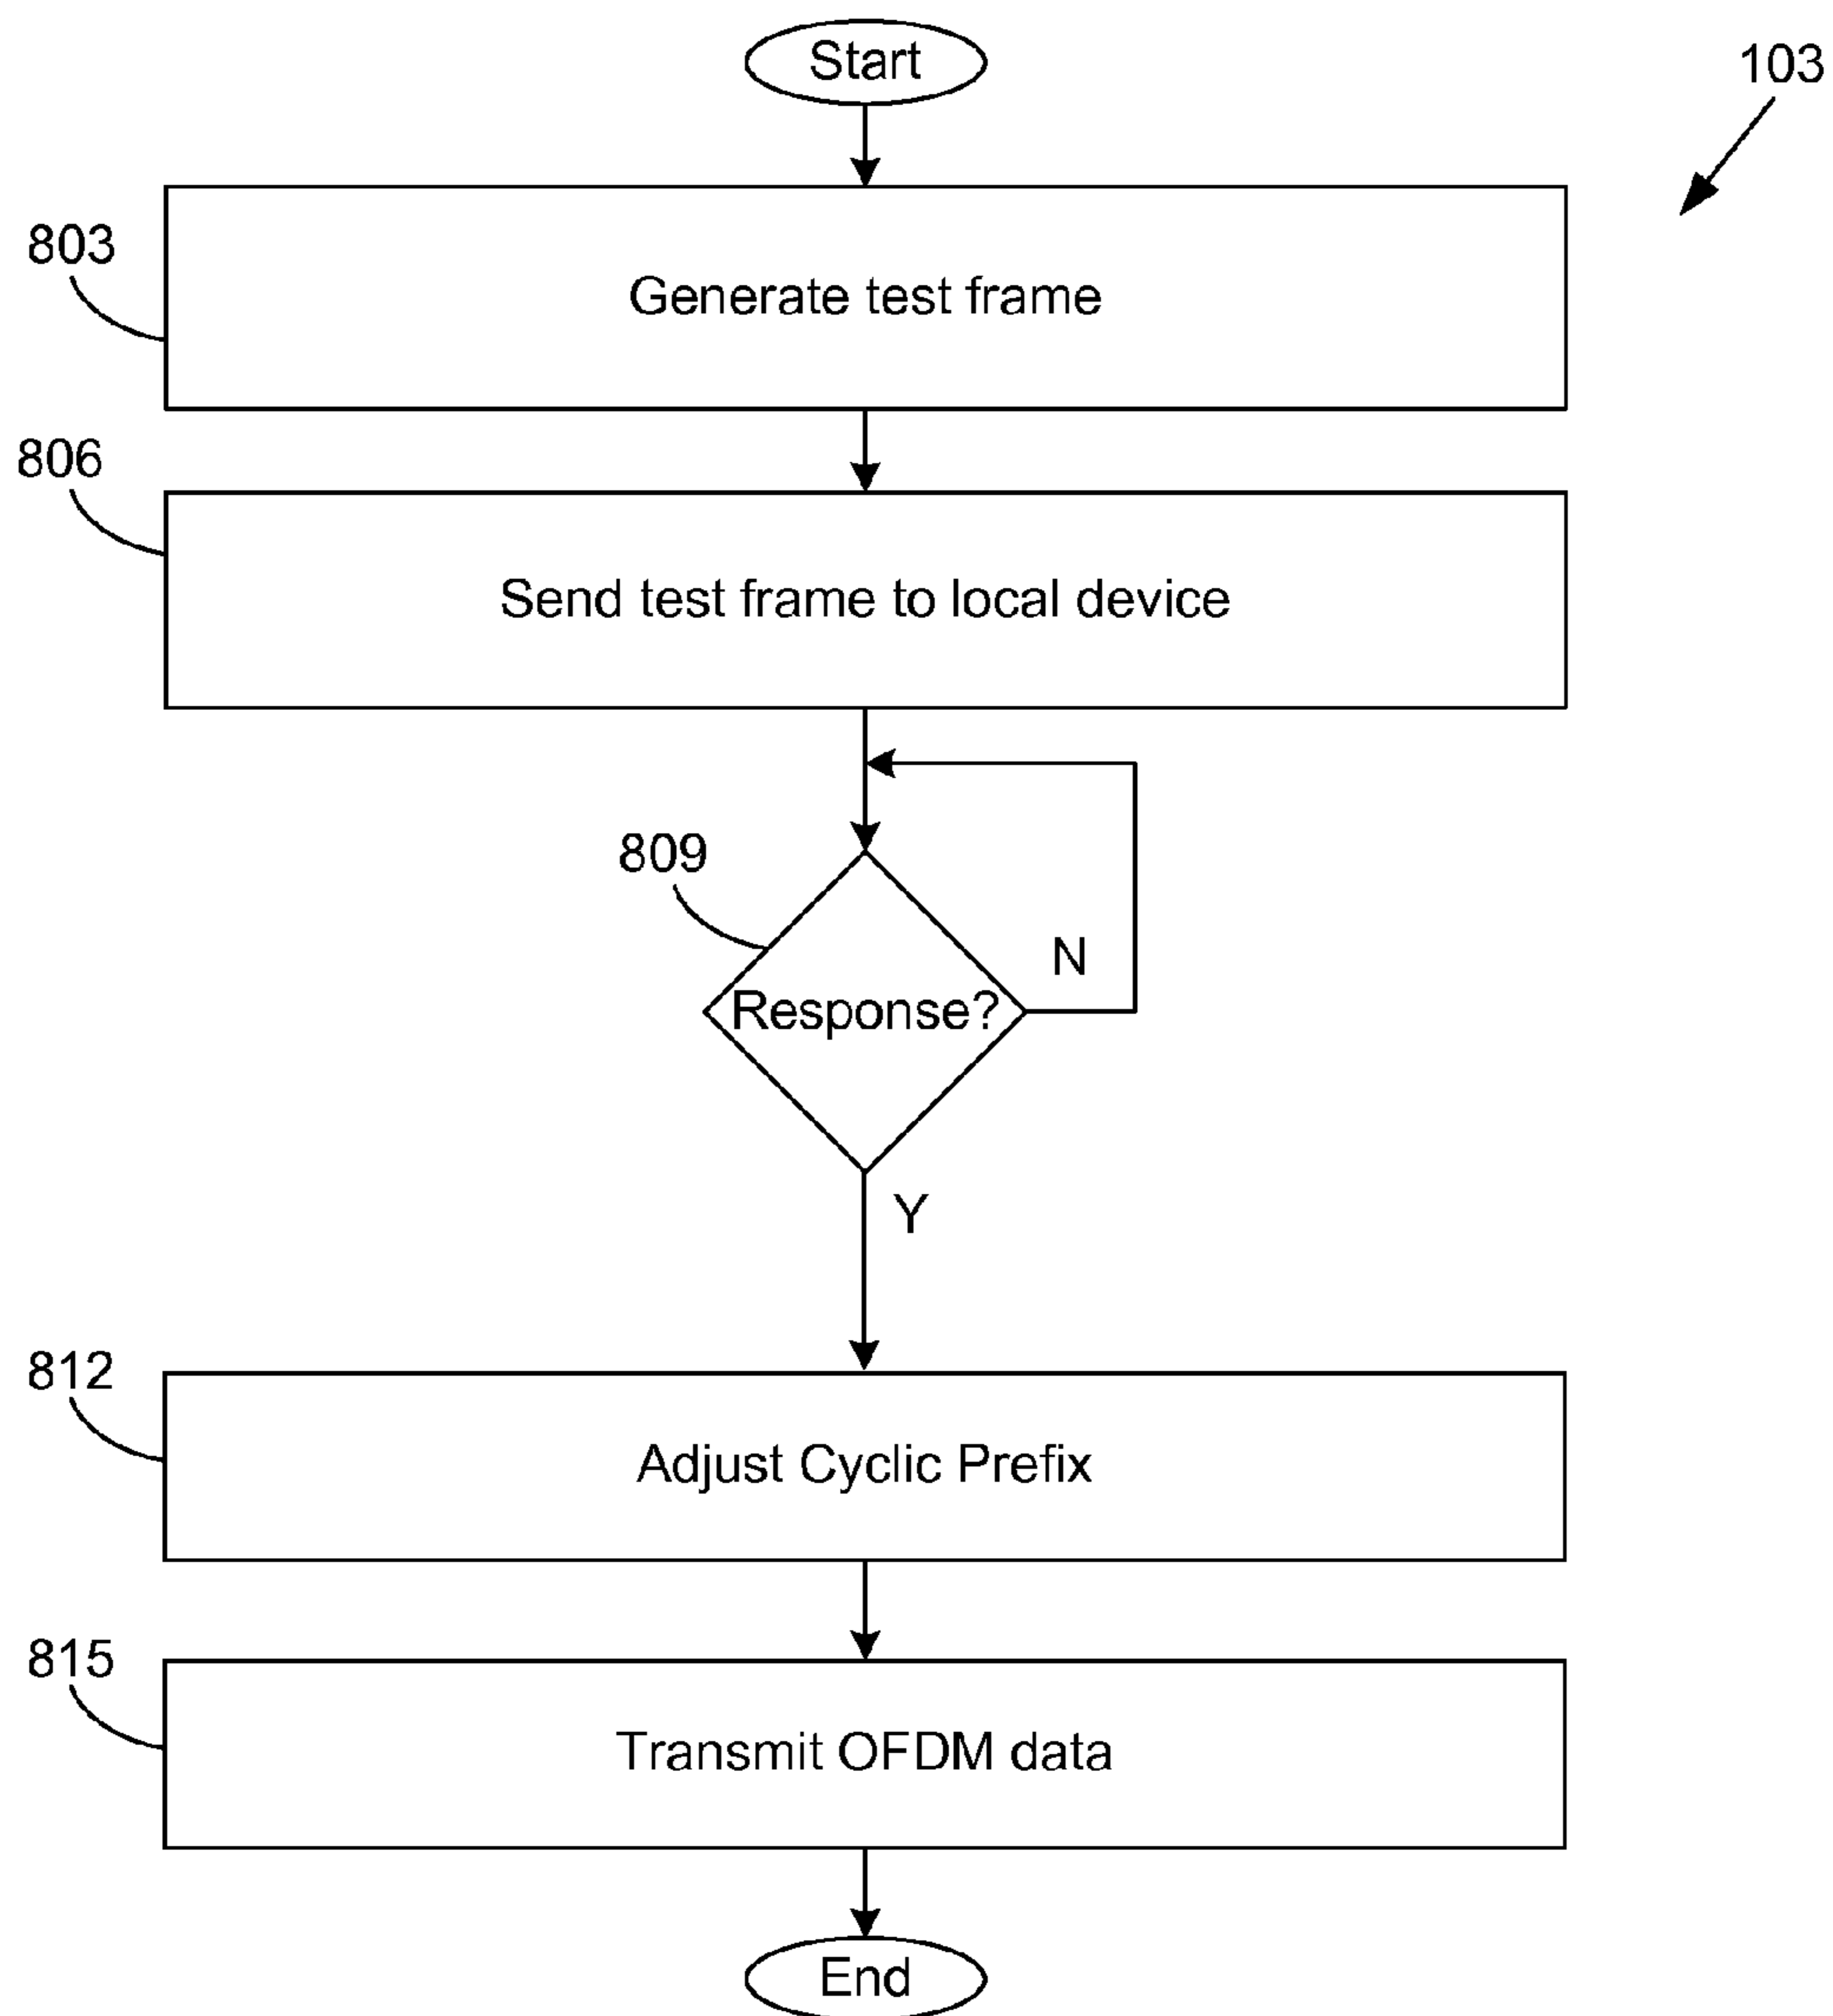 Start
103
803
Generate test frame
806
Send test frame to local device
809
N
Response?
Y
812
Adjust Cyclic Prefix
815
Transmit OFDM data
End